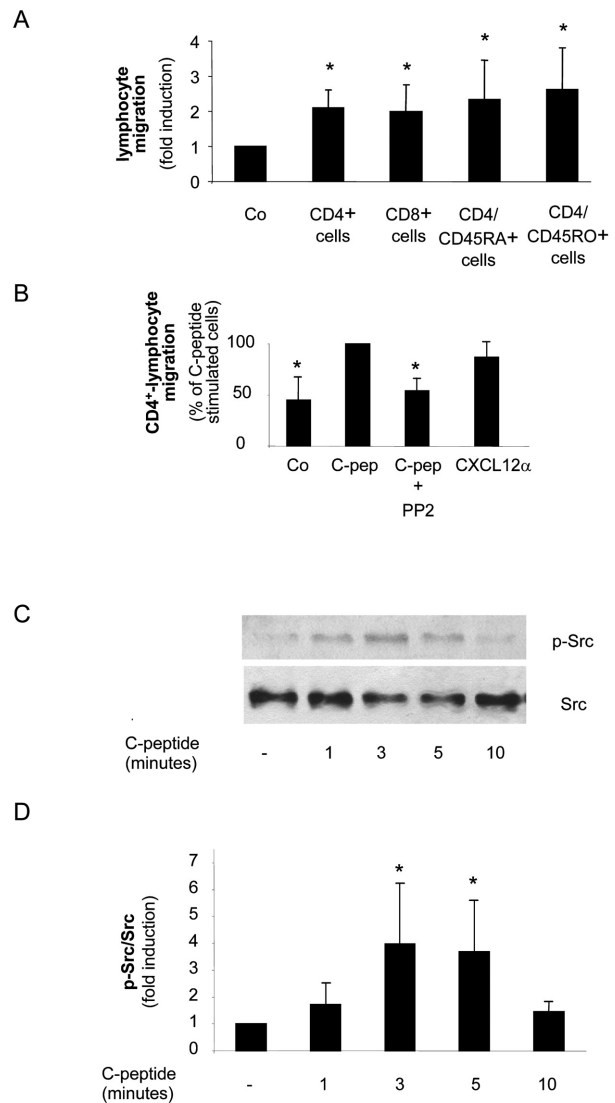 A
lymphocyte
migration
(fold induction)
4
3
2
1
0
* * * *
Co
CD4+
cells
CD8+
cells
CD4/
CD45RA+
cells
CD4/
CD45RO+
cells
B
CD4+-lymphocyte
migration
(% of C-peptide
stimulated cells)
100
50
0
* *
Co
C-pep
C-pep
+
PP2
CXCL12α
C
p-Src
Src
C-peptide
(minutes)
- 1 3 5 10
D
p-Src/Src
(fold induction)
7
6
5
4
3
2
1
0
* *
C-peptide
(minutes)
- 1 3 5 10